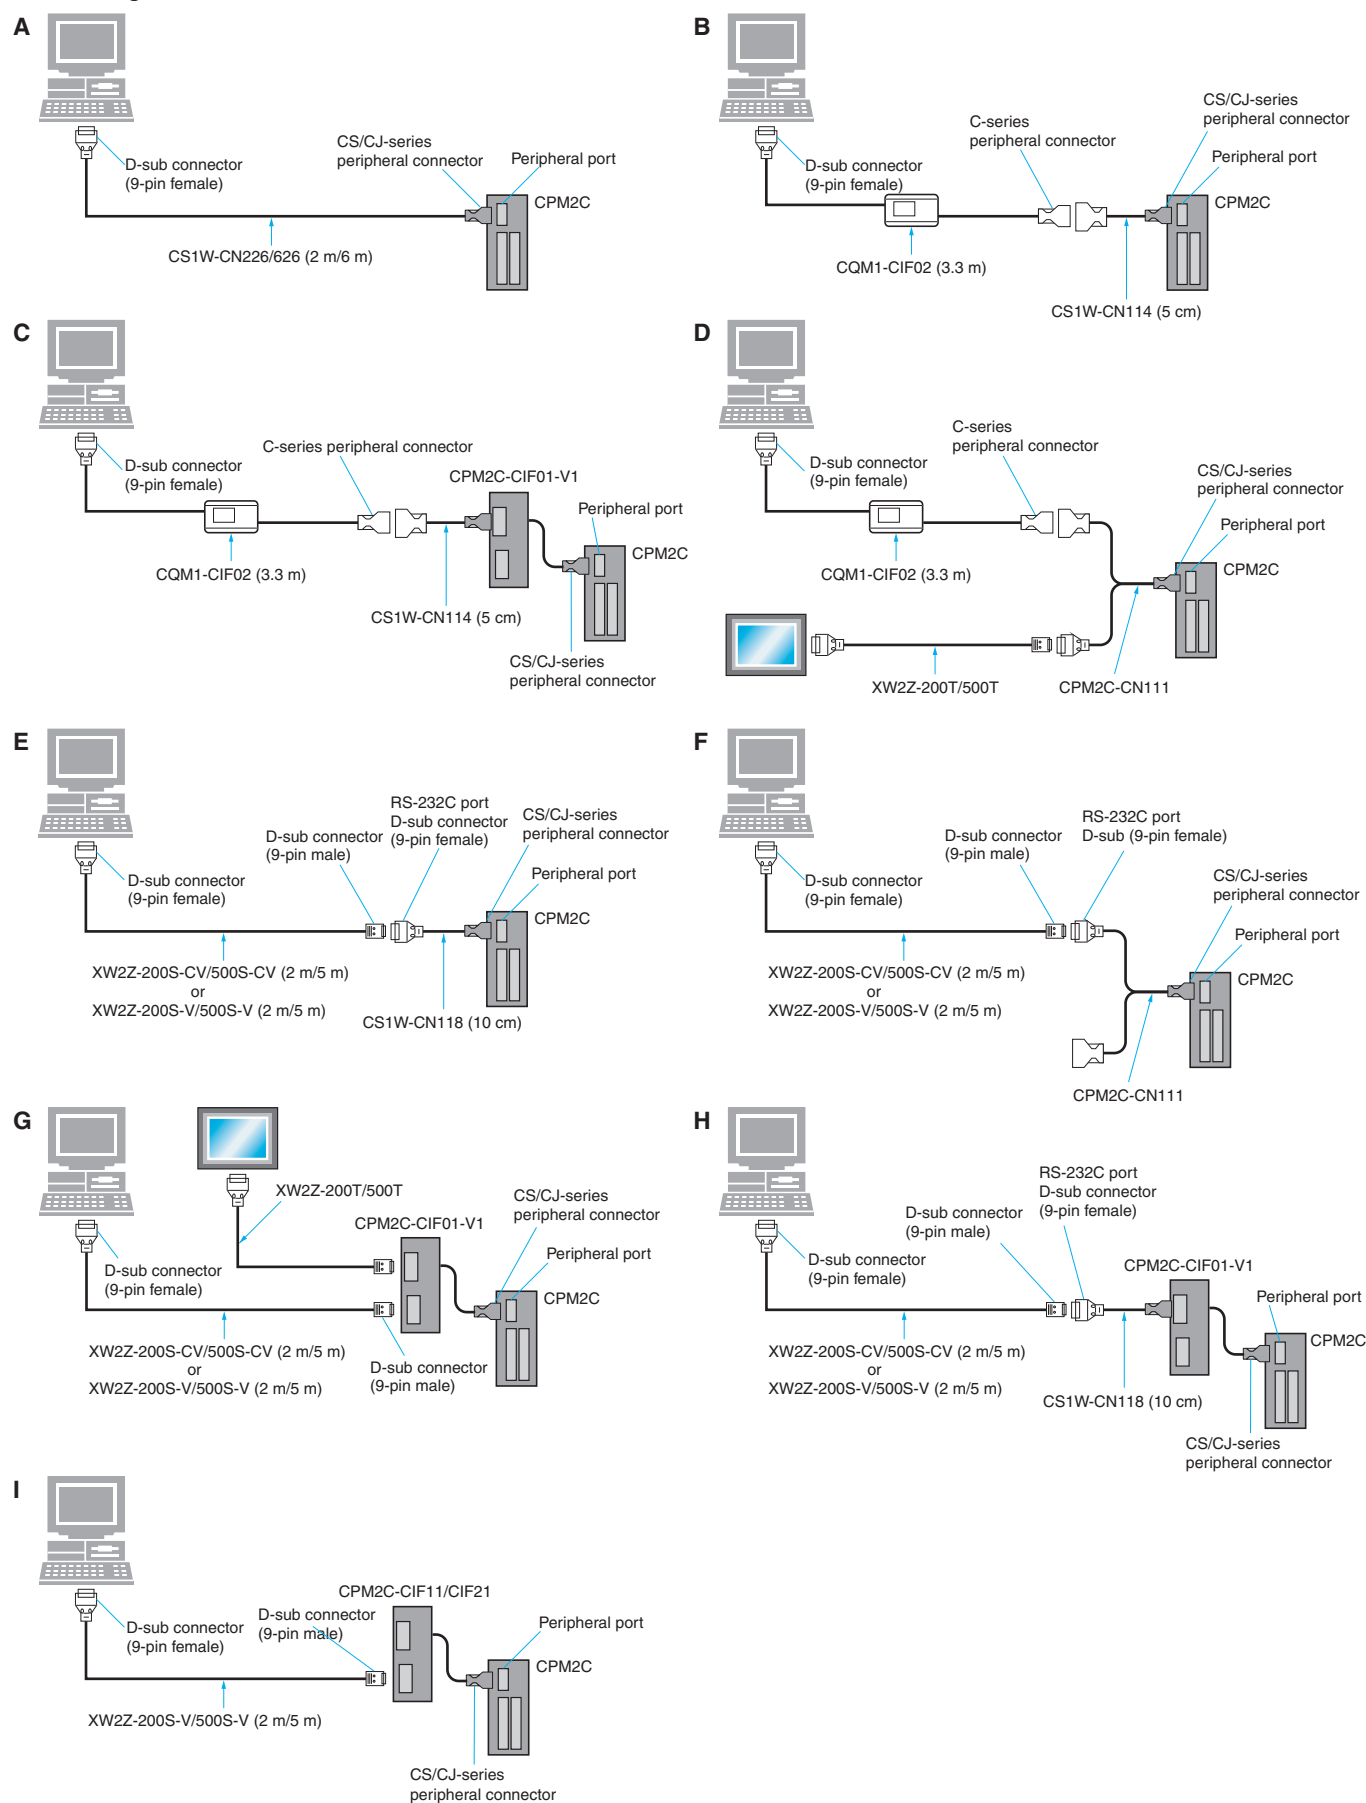 A
D-sub connector
(9-pin female)
CS/CJ-series
peripheral connector
Peripheral port
CPM2C
CS1W-CN226/626 (2 m/6 m)
B
D-sub connector
(9-pin female)
C-series
peripheral connector
CS/CJ-series
peripheral connector
Peripheral port
CPM2C
CQM1-CIF02 (3.3 m)
CS1W-CN114 (5 cm)
C
D-sub connector
(9-pin female)
C-series peripheral connector
CPM2C-CIF01-V1
Peripheral port
CPM2C
CQM1-CIF02 (3.3 m)
CS1W-CN114 (5 cm)
CS/CJ-series
peripheral connector
D
D-sub connector
(9-pin female)
C-series
peripheral connector
CS/CJ-series
peripheral connector
Peripheral port
CPM2C
CQM1-CIF02 (3.3 m)
XW2Z-200T/500T
CPM2C-CN111
E
D-sub connector
(9-pin female)
D-sub connector
(9-pin male)
RS-232C port
D-sub connector
(9-pin female)
CS/CJ-series
peripheral connector
Peripheral port
CPM2C
XW2Z-200S-CV/500S-CV (2 m/5 m)
or
XW2Z-200S-V/500S-V (2 m/5 m)
CS1W-CN118 (10 cm)
F
D-sub connector
(9-pin female)
D-sub connector
(9-pin male)
RS-232C port
D-sub (9-pin female)
CS/CJ-series
peripheral connector
Peripheral port
CPM2C
XW2Z-200S-CV/500S-CV (2 m/5 m)
or
XW2Z-200S-V/500S-V (2 m/5 m)
CPM2C-CN111
G
XW2Z-200T/500T
D-sub connector
(9-pin female)
CPM2C-CIF01-V1
CS/CJ-series
peripheral connector
Peripheral port
CPM2C
XW2Z-200S-CV/500S-CV (2 m/5 m)
or
XW2Z-200S-V/500S-V (2 m/5 m)
D-sub connector
(9-pin male)
H
D-sub connector
(9-pin female)
D-sub connector
(9-pin male)
RS-232C port
D-sub connector
(9-pin female)
CPM2C-CIF01-V1
Peripheral port
CPM2C
XW2Z-200S-CV/500S-CV (2 m/5 m)
or
XW2Z-200S-V/500S-V (2 m/5 m)
CS1W-CN118 (10 cm)
CS/CJ-series
peripheral connector
I
D-sub connector
(9-pin female)
D-sub connector
(9-pin male)
CPM2C-CIF11/CIF21
Peripheral port
CPM2C
XW2Z-200S-V/500S-V (2 m/5 m)
CS/CJ-series
peripheral connector